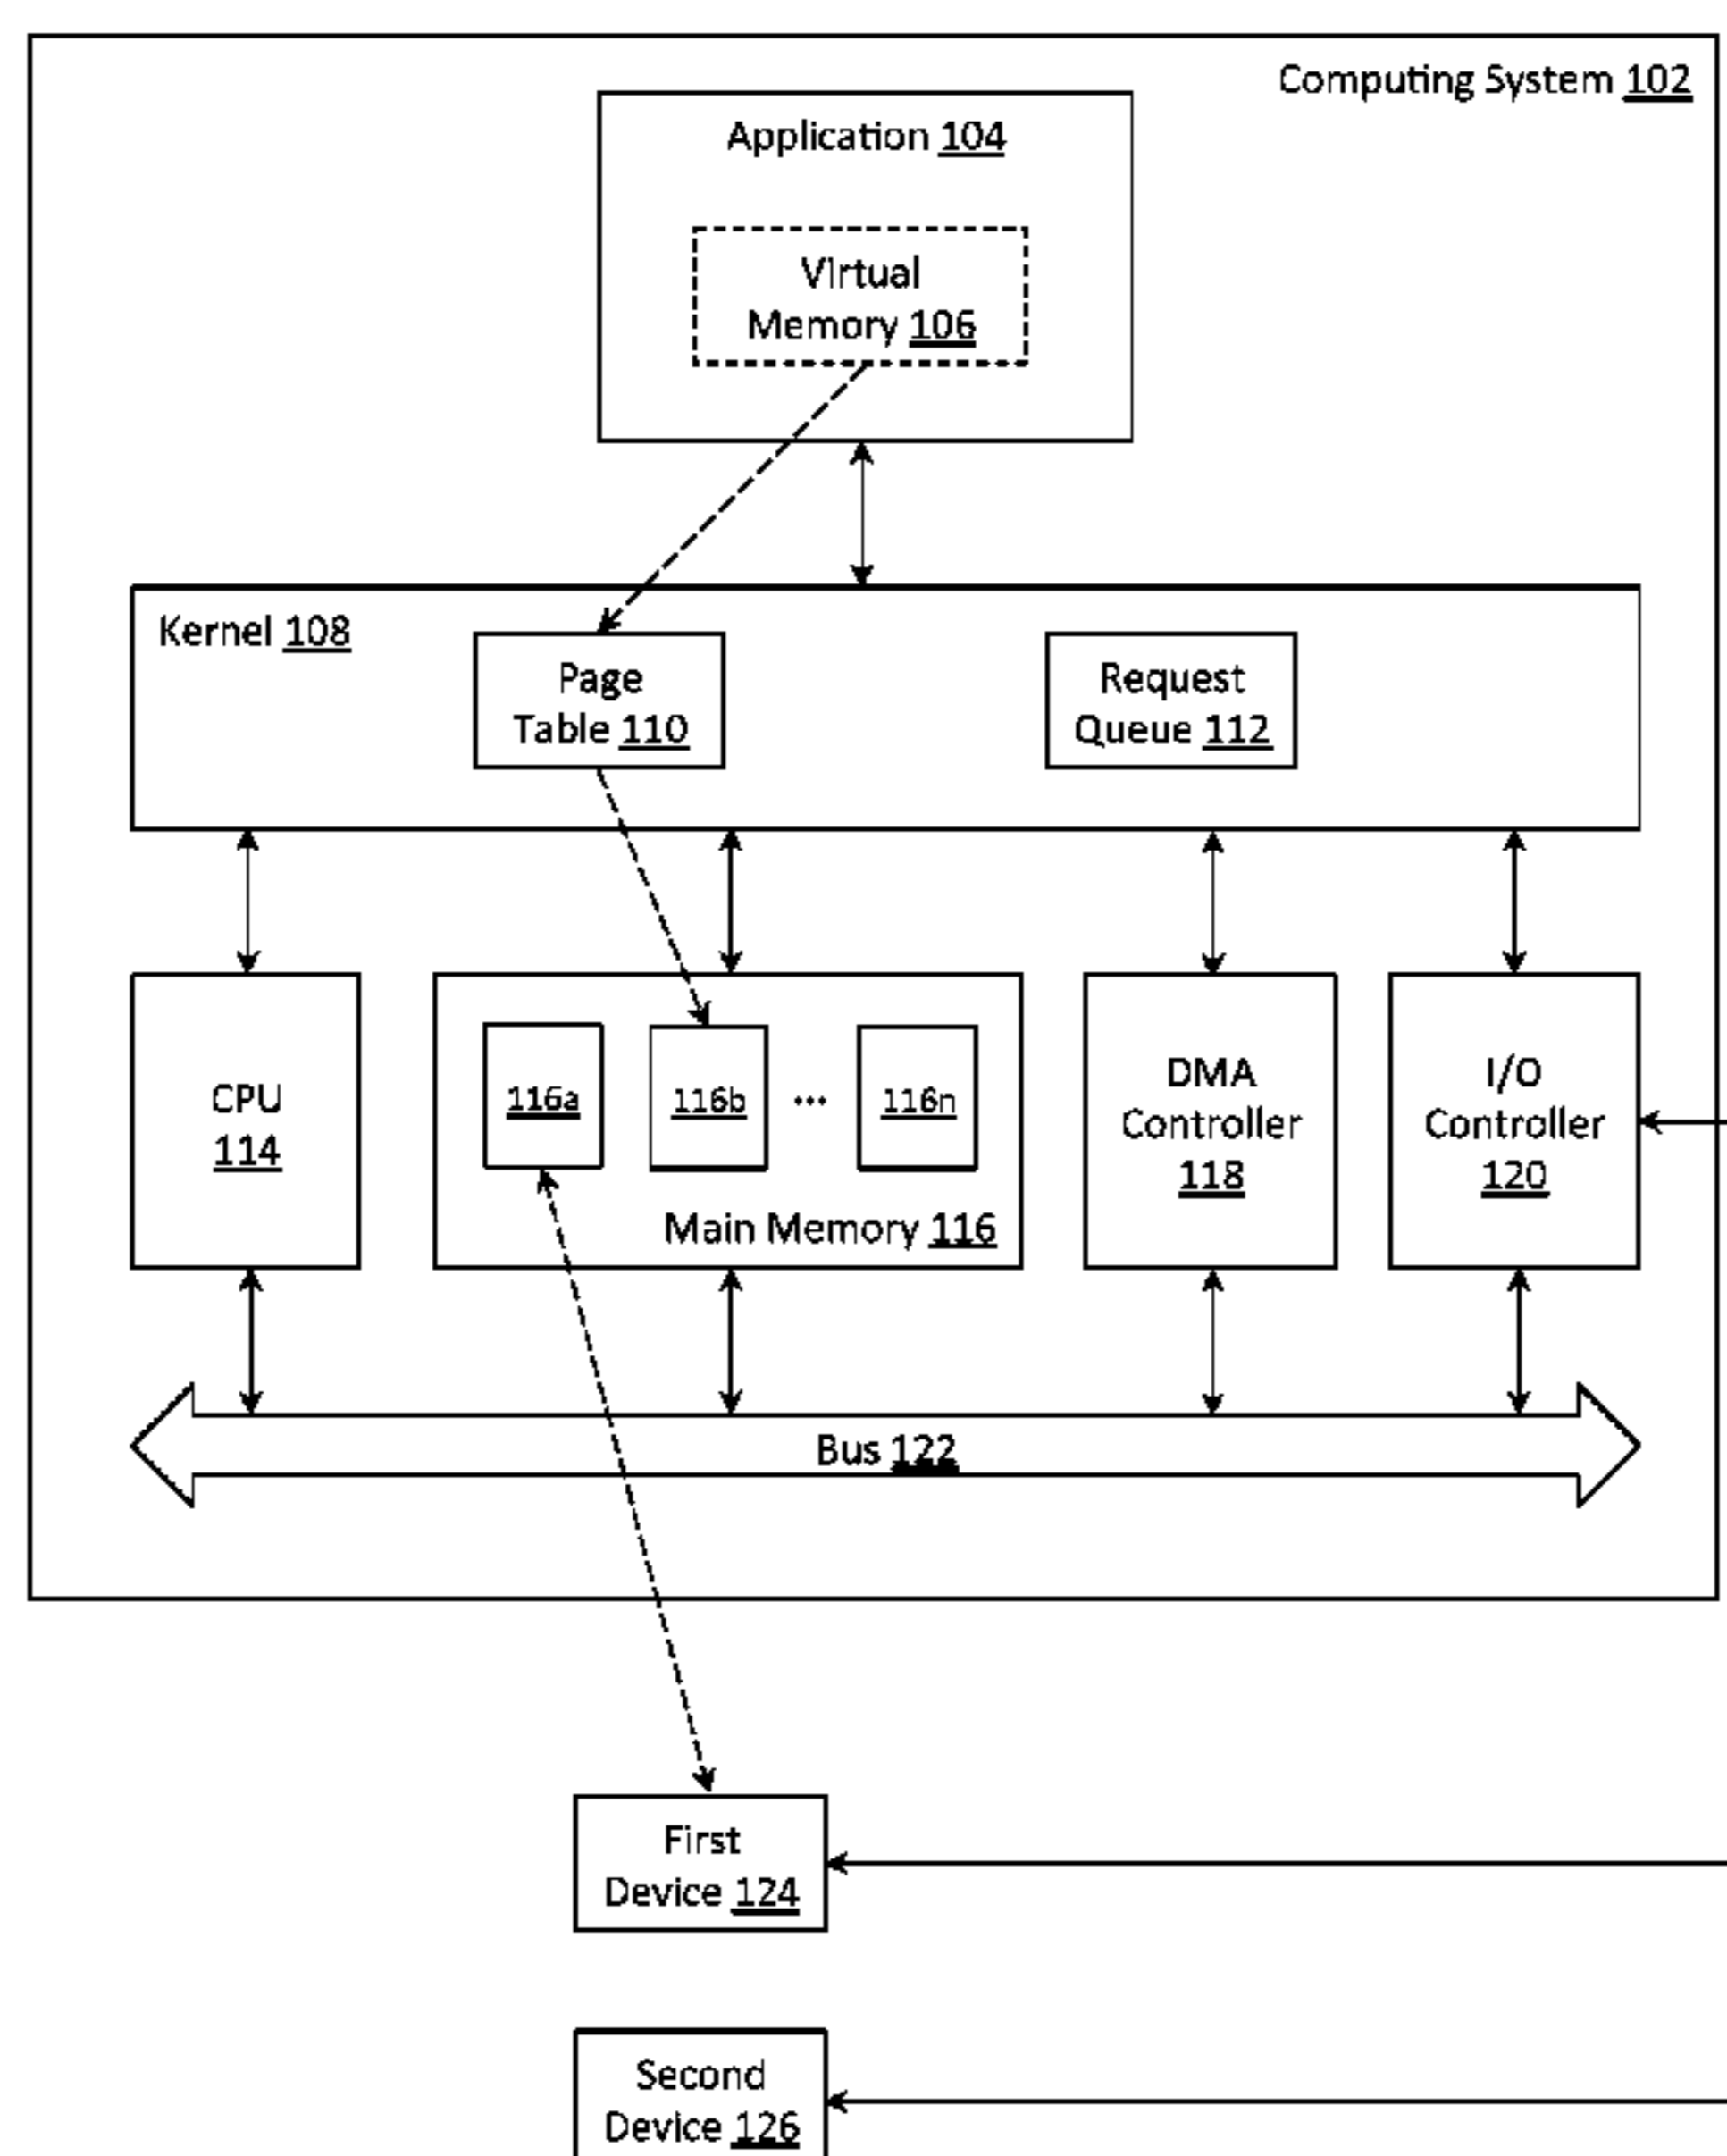 Computing System 102
Application 104
Virtual
Memory 106
Kernel 108
Page
Table 110
Request
Queue 112
CPU
114
116a
116b
...
116n
Main Memory 116
DMA
Controller
118
I/O
Controller
120
Bus 122
First
Device 124
Second
Device 126